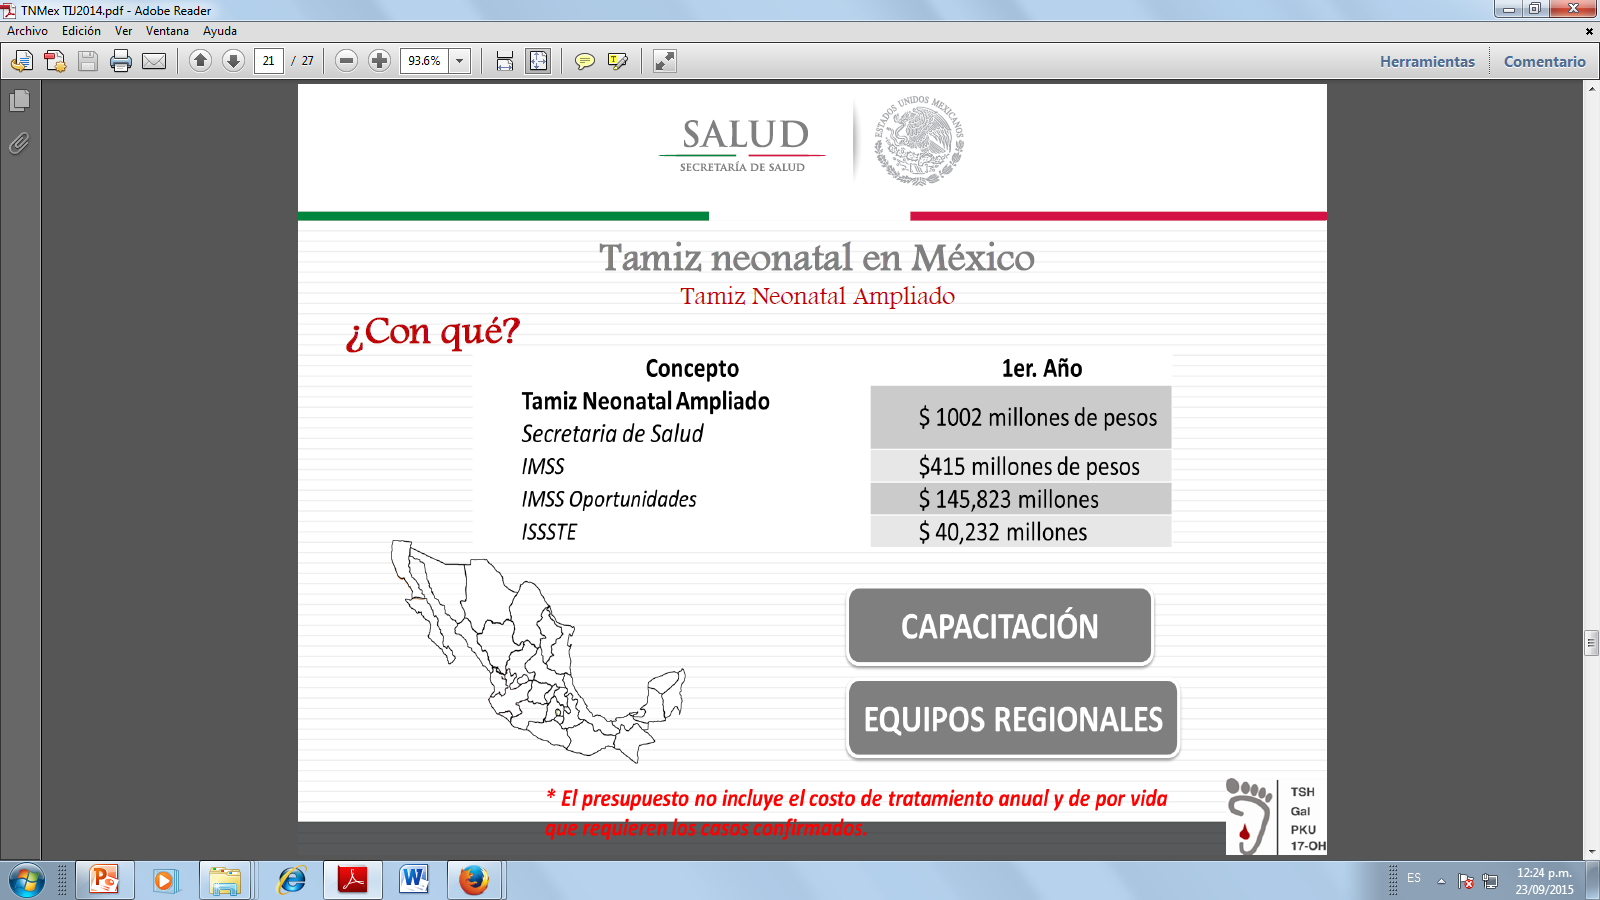 TNMex TIJ2014.pdf - Adobe Reader
Archivo Edición Ver Ventana Ayuda
21 / 27 93.6% Herramientas Comentario
SALUD
SECRETARÍA DE SALUD
ESTADOS UNIDOS MEXICANOS
Tamiz neonatal en México
Tamiz Neonatal Ampliado
¿Con qué?
Concepto 1er. Año
Tamiz Neonatal Ampliado
Secretaria de Salud $ 1002 millones de pesos
IMSS $415 millones de pesos
IMSS Oportunidades $ 145,823 millones
ISSSTE $ 40,232 millones
CAPACITACIÓN
EQUIPOS REGIONALES
* El presupuesto no incluye el costo de tratamiento anual y de por vida
que requieren los casos confirmados.
TSH
Gal
PKU
17-OH
ES 12:24 p.m.
23/09/2015